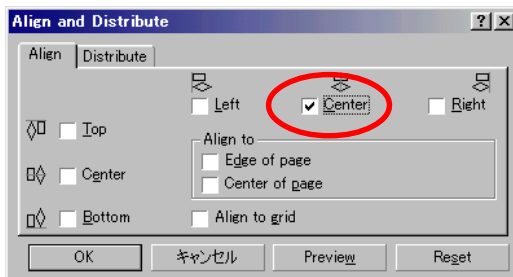 Align and Distribute
Align Distribute
Left Center Right
Top
Align to
Edge of page
Center
Center of page
Bottom Align to grid
OK キャンセル Preview Reset